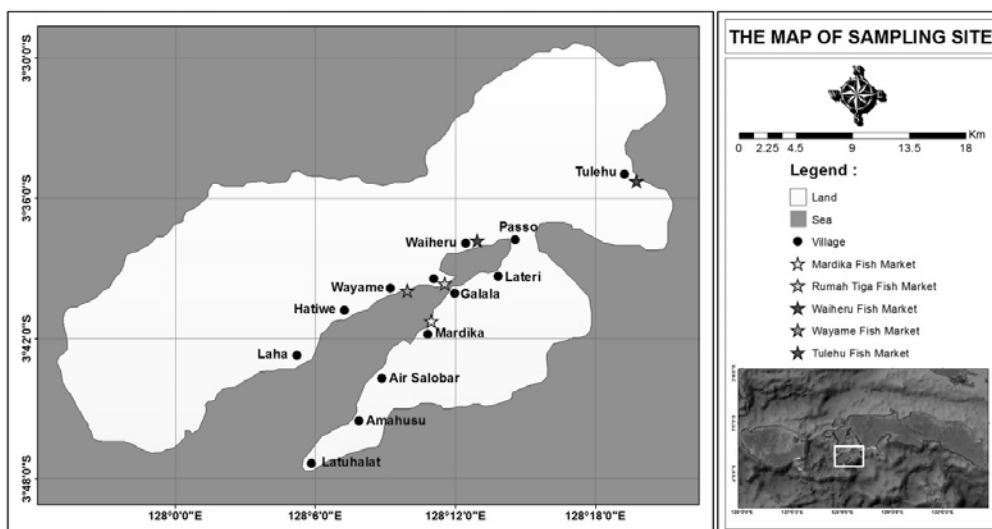 THE MAP OF SAMPLING SITE
Km
0 2.25 4.5 9 13.5 18
Legend :
Land
Sea
Village
Mardika Fish Market
Rumah Tiga Fish Market
Waiheru Fish Market
Wayame Fish Market
Tulehu Fish Market
3°30'0"S
3°36'0"S
3°42'0"S
3°48'0"S
128°0'0"E
128°6'0"E
128°12'0"E
128°18'0"E
Tulehu
Passo
Waiheru
Lateri
Wayame
Galala
Hatiwe
Mardika
Laha
Air Salobar
Amahusu
Latuhalat